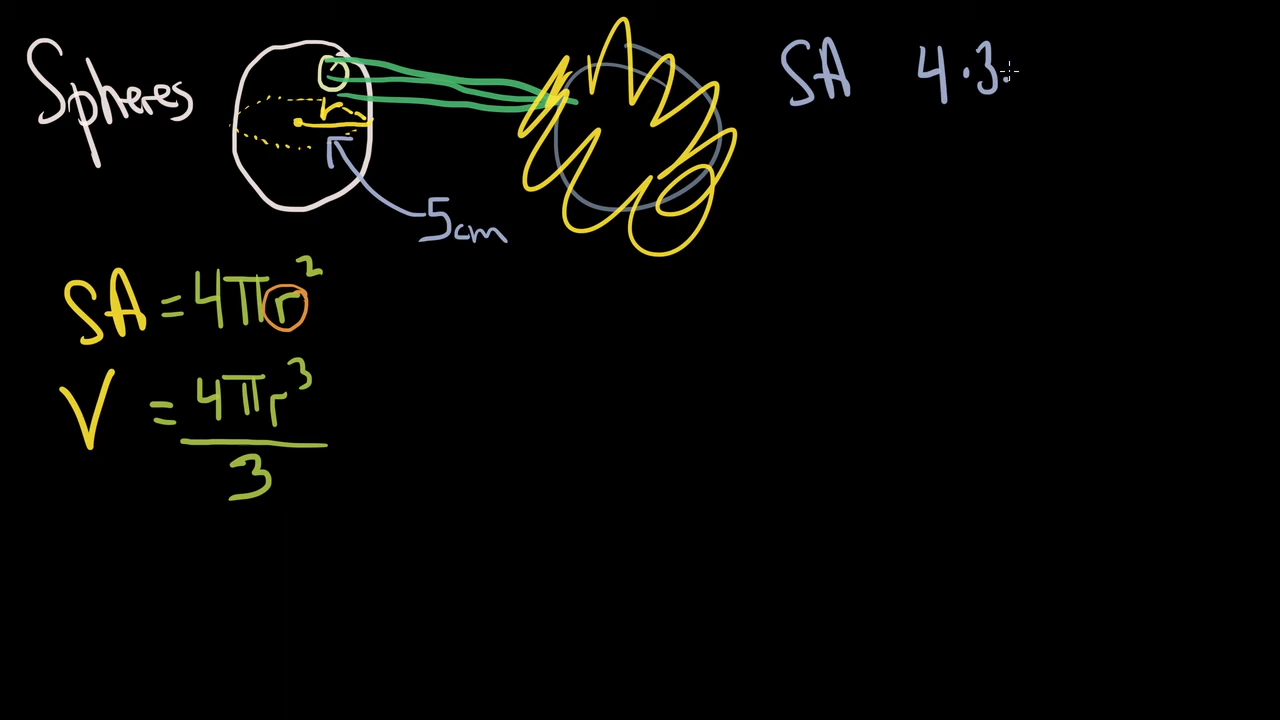 Spheres
r
5cm
SA 4·3.
SA = 4πr²
V = 4πr³
3